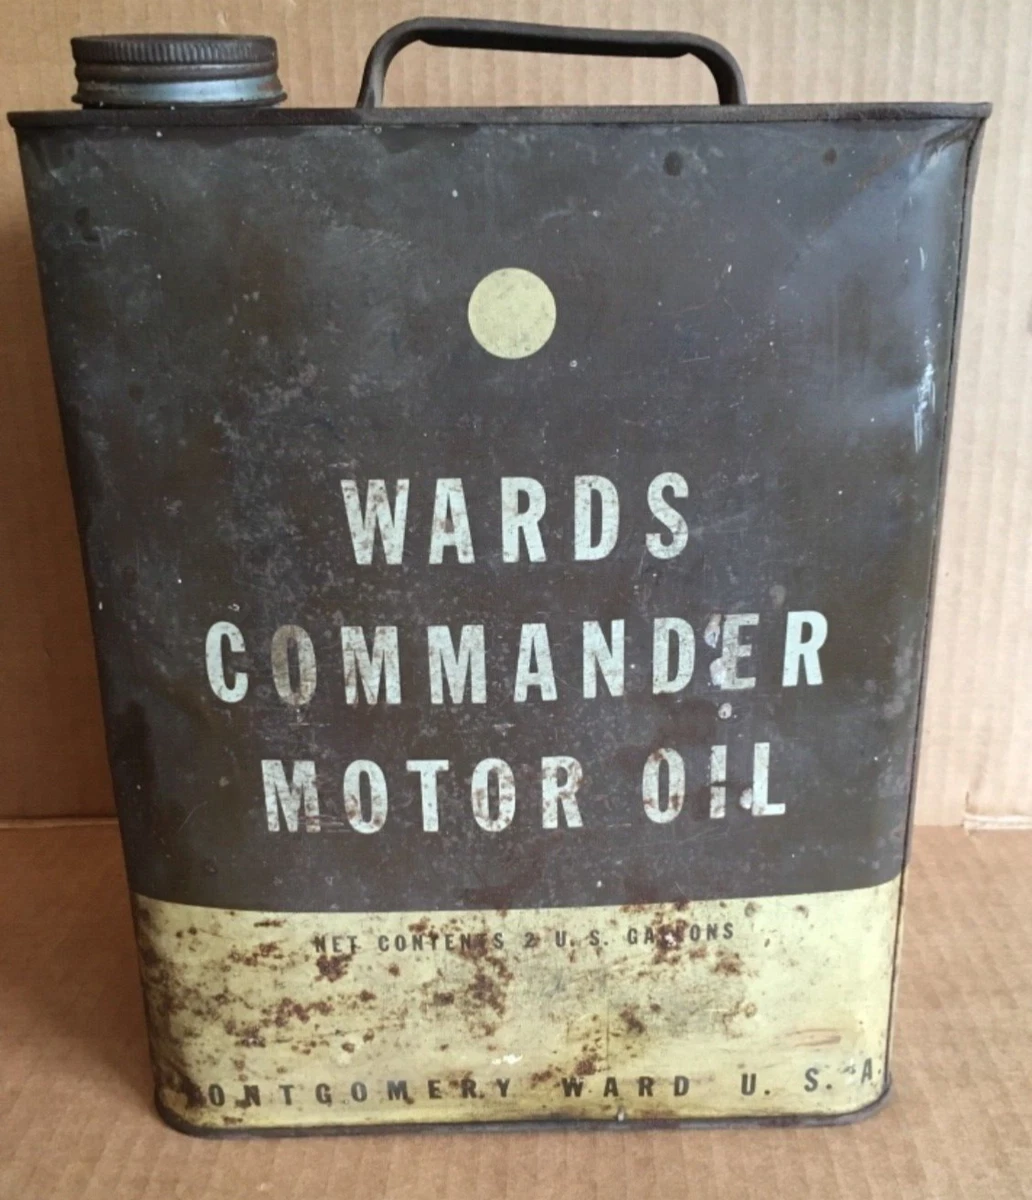 WARDS
COMMANDER
MOTOR OIL
NET CONTENTS 2 U. S. GALLONS
MONTGOMERY WARD U. S. A.